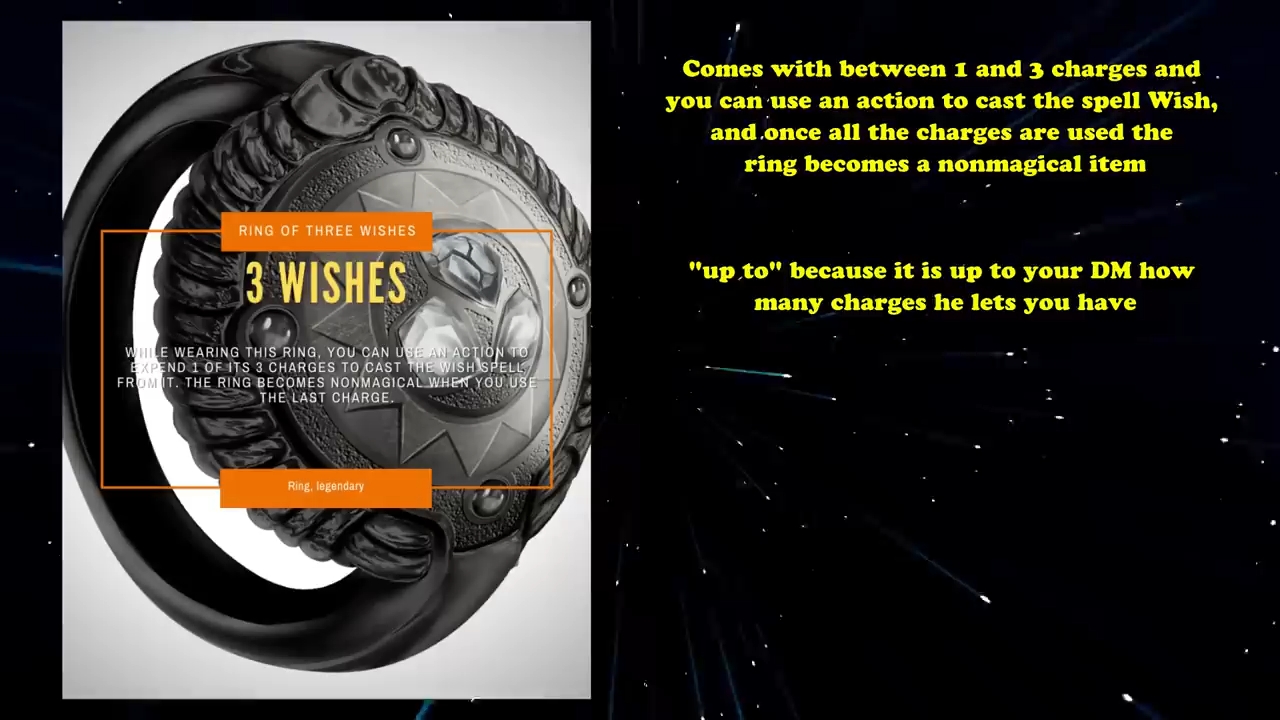 RING OF THREE WISHES
3 WISHES
WHILE WEARING THIS RING, YOU CAN USE AN ACTION TO
EXPEND 1 OF ITS 3 CHARGES TO CAST THE WISH SPELL
FROM IT. THE RING BECOMES NONMAGICAL WHEN YOU USE
THE LAST CHARGE.
Ring, legendary
Comes with between 1 and 3 charges and
you can use an action to cast the spell Wish,
and once all the charges are used the
ring becomes a nonmagical item
"up to" because it is up to your DM how
many charges he lets you have